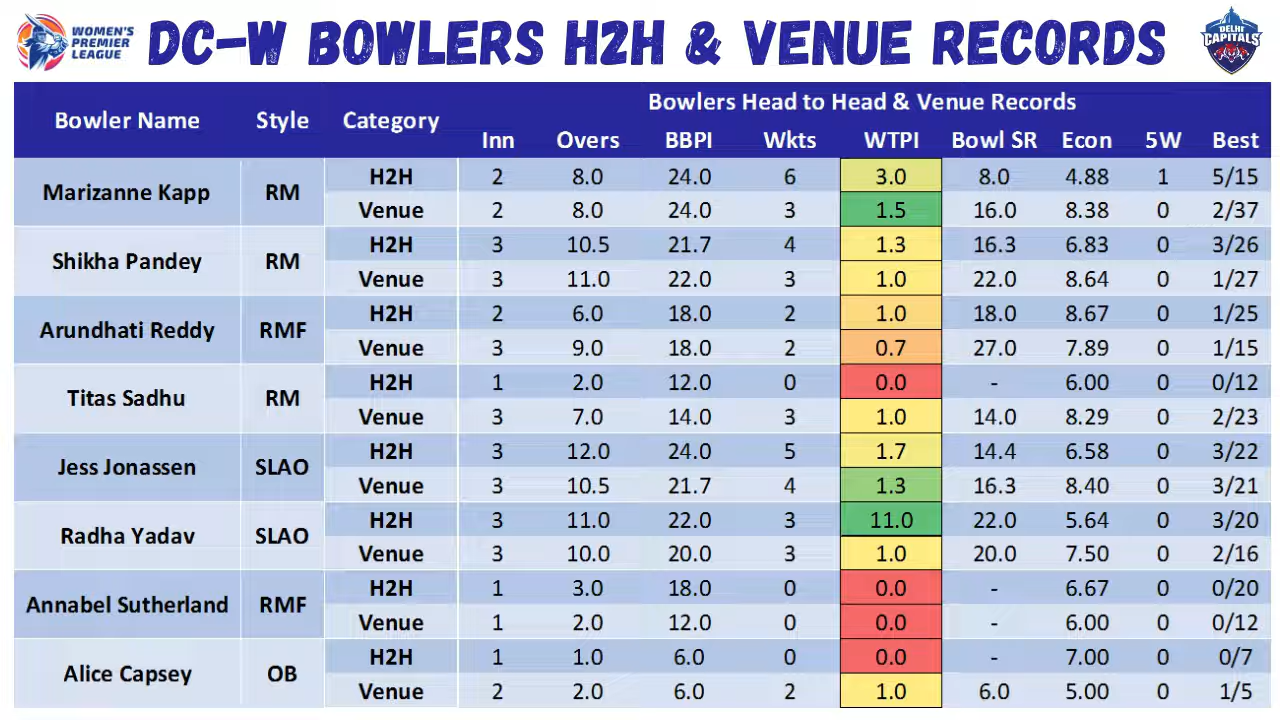 WOMEN'S
PREMIER
LEAGUE
DC-W BOWLERS H2H & VENUE RECORDS
DELHI
CAPITALS
Bowler Name Style Category Bowlers Head to Head & Venue Records
Inn Overs BBPI Wkts WTPI Bowl SR Econ 5W Best
Marizanne Kapp RM H2H 2 8.0 24.0 6 3.0 8.0 4.88 1 5/15
Venue 2 8.0 24.0 3 1.5 16.0 8.38 0 2/37
Shikha Pandey RM H2H 3 10.5 21.7 4 1.3 16.3 6.83 0 3/26
Venue 3 11.0 22.0 3 1.0 22.0 8.64 0 1/27
Arundhati Reddy RMF H2H 2 6.0 18.0 2 1.0 18.0 8.67 0 1/25
Venue 3 9.0 18.0 2 0.7 27.0 7.89 0 1/15
Titas Sadhu RM H2H 1 2.0 12.0 0 0.0 - 6.00 0 0/12
Venue 3 7.0 14.0 3 1.0 14.0 8.29 0 2/23
Jess Jonassen SLAO H2H 3 12.0 24.0 5 1.7 14.4 6.58 0 3/22
Venue 3 10.5 21.7 4 1.3 16.3 8.40 0 3/21
Radha Yadav SLAO H2H 3 11.0 22.0 3 11.0 22.0 5.64 0 3/20
Venue 3 10.0 20.0 3 1.0 20.0 7.50 0 2/16
Annabel Sutherland RMF H2H 1 3.0 18.0 0 0.0 - 6.67 0 0/20
Venue 1 2.0 12.0 0 0.0 - 6.00 0 0/12
Alice Capsey OB H2H 1 1.0 6.0 0 0.0 - 7.00 0 0/7
Venue 2 2.0 6.0 2 1.0 6.0 5.00 0 1/5